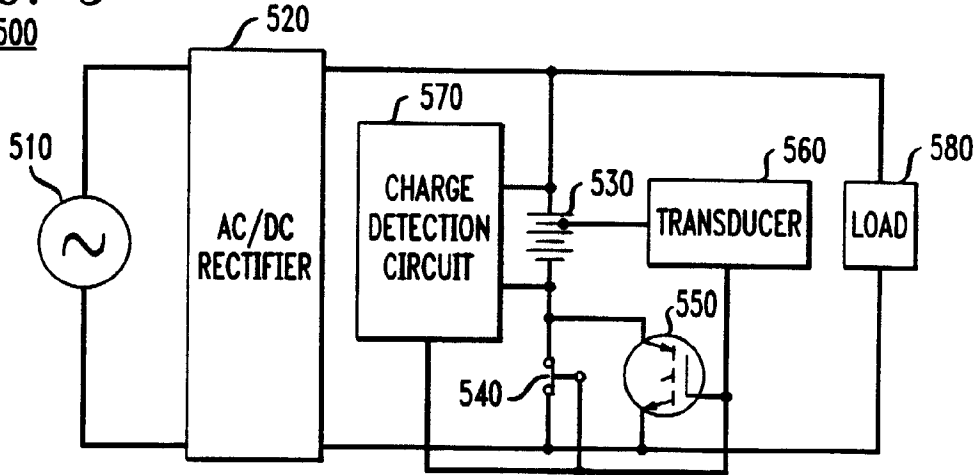 500
520
570
510
530
560
580
CHARGE
DETECTION
CIRCUIT
TRANSDUCER
LOAD
AC/DC
RECTIFIER
550
540